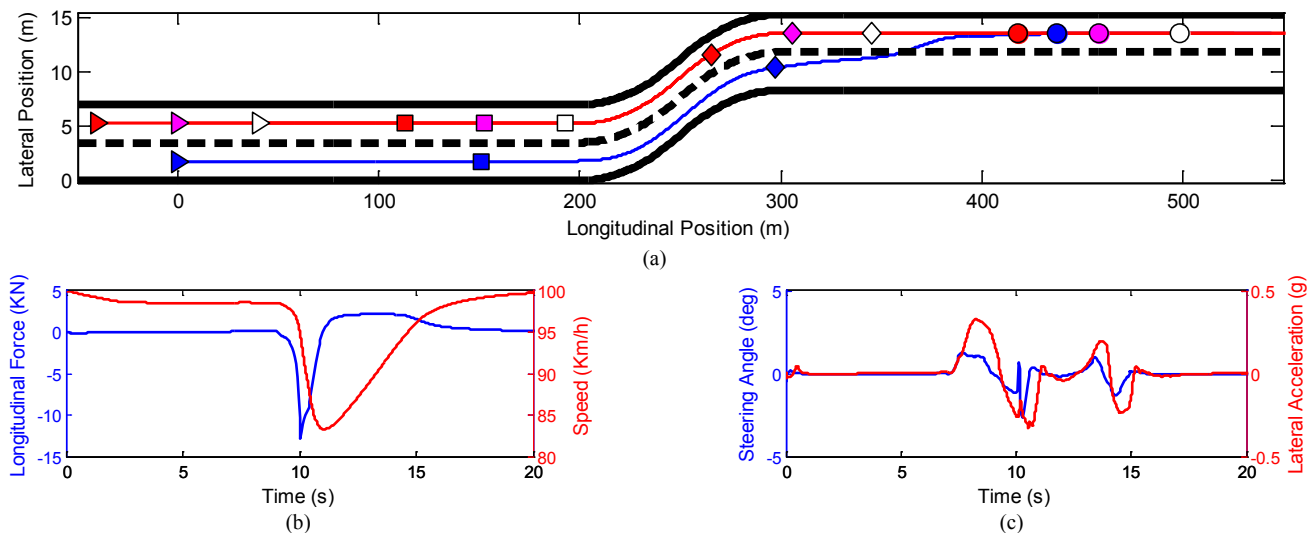 15
10
5
0
Lateral Position (m)
0 100 200 300 400 500
Longitudinal Position (m)
(a)
5
0
-5
-10
-15
Longitudinal Force (KN)
100
95
90
85
80
Speed (Km/h)
0 5 10 15 20
Time (s)
(b)
5
0
-5
Steering Angle (deg)
0.5
0
-0.5
Lateral Acceleration (g)
0 5 10 15 20
Time (s)
(c)